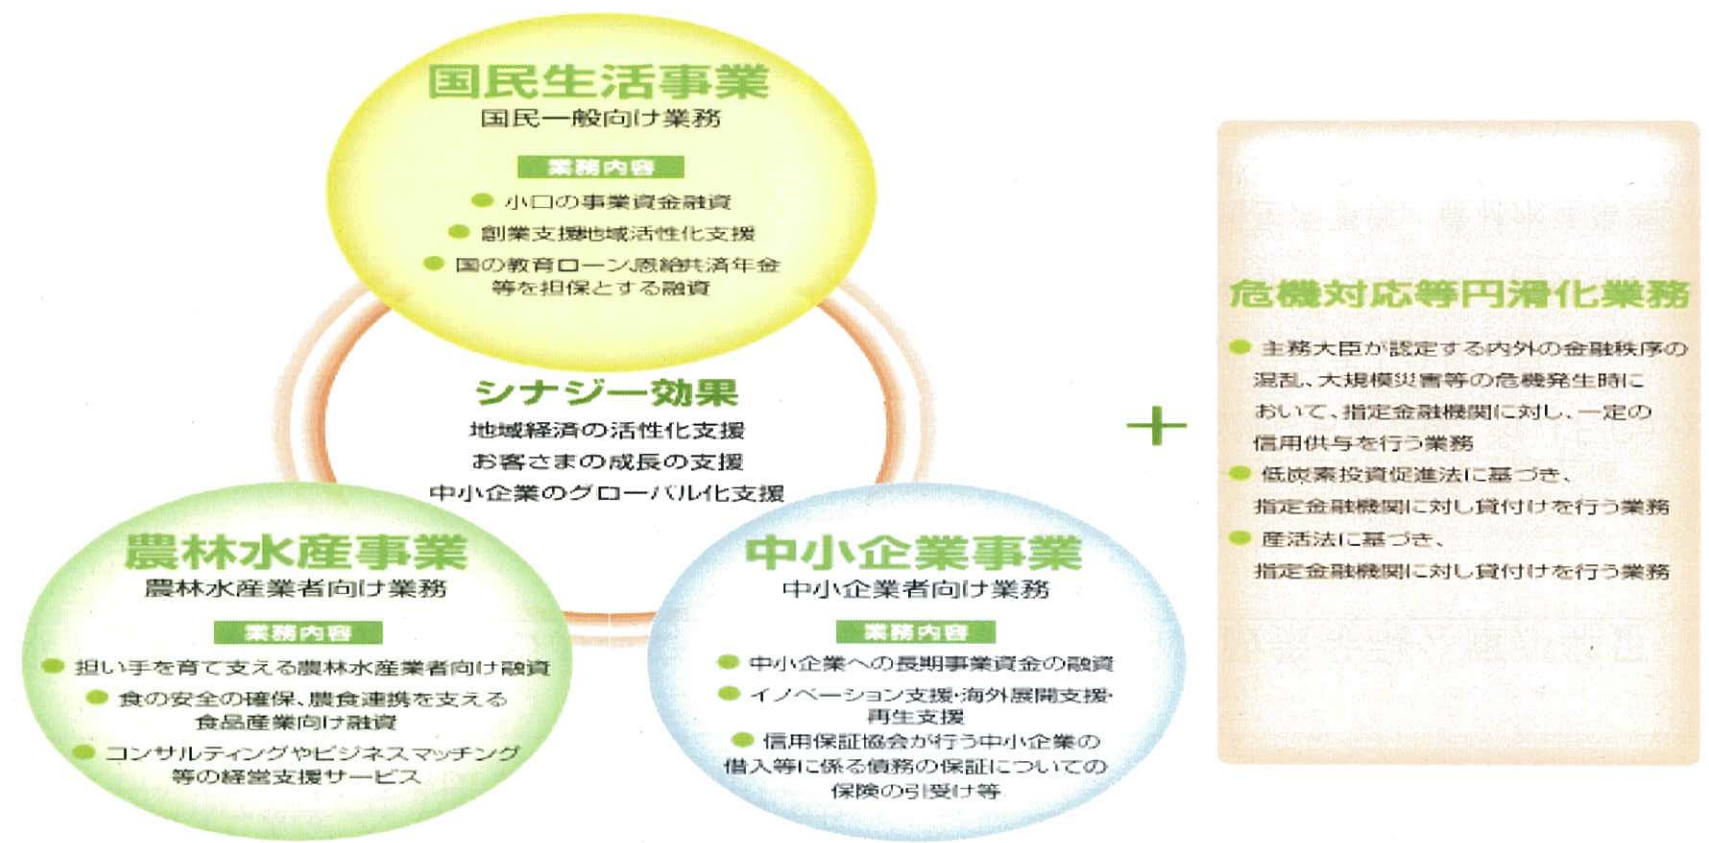 国民生活事業
国民一般向け業務
業務内容
● 小口の事業資金融資
● 創業支援地域活性化支援
● 国の教育ローン、恩給共済年金
等を担保とする融資
シナジー効果
地域経済の活性化支援
お客さまの成長の支援
中小企業のグローバル化支援
農林水産事業
農林水産業者向け業務
業務内容
● 担い手を育て支える農林水産業者向け融資
● 食の安全の確保、農食連携を支える
食品産業向け融資
● コンサルティングやビジネスマッチング
等の経営支援サービス
中小企業事業
中小企業者向け業務
業務内容
● 中小企業への長期事業資金の融資
● イノベーション支援・海外展開支援・
再生支援
● 信用保証協会が行う中小企業の
借入等に係る債務の保証についての
保険の引受け等
+
危機対応等円滑化業務
● 主務大臣が認定する内外の金融秩序の
混乱、大規模災害等の危機発生時に
おいて、指定金融機関に対し、一定の
信用供与を行う業務
● 低炭素投資促進法に基づき、
指定金融機関に対し貸付けを行う業務
● 産活法に基づき、
指定金融機関に対し貸付けを行う業務